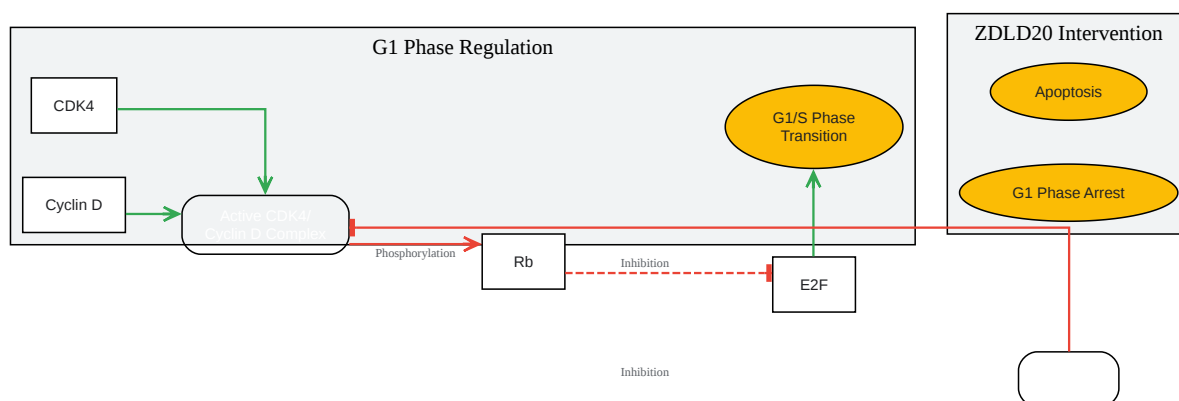 G1 Phase Regulation
ZDLD20 Intervention
CDK4
Cyclin D
Active CDK4/
Cyclin D Complex
G1/S Phase
Transition
Apoptosis
G1 Phase Arrest
Phosphorylation
Rb
Inhibition
E2F
Inhibition